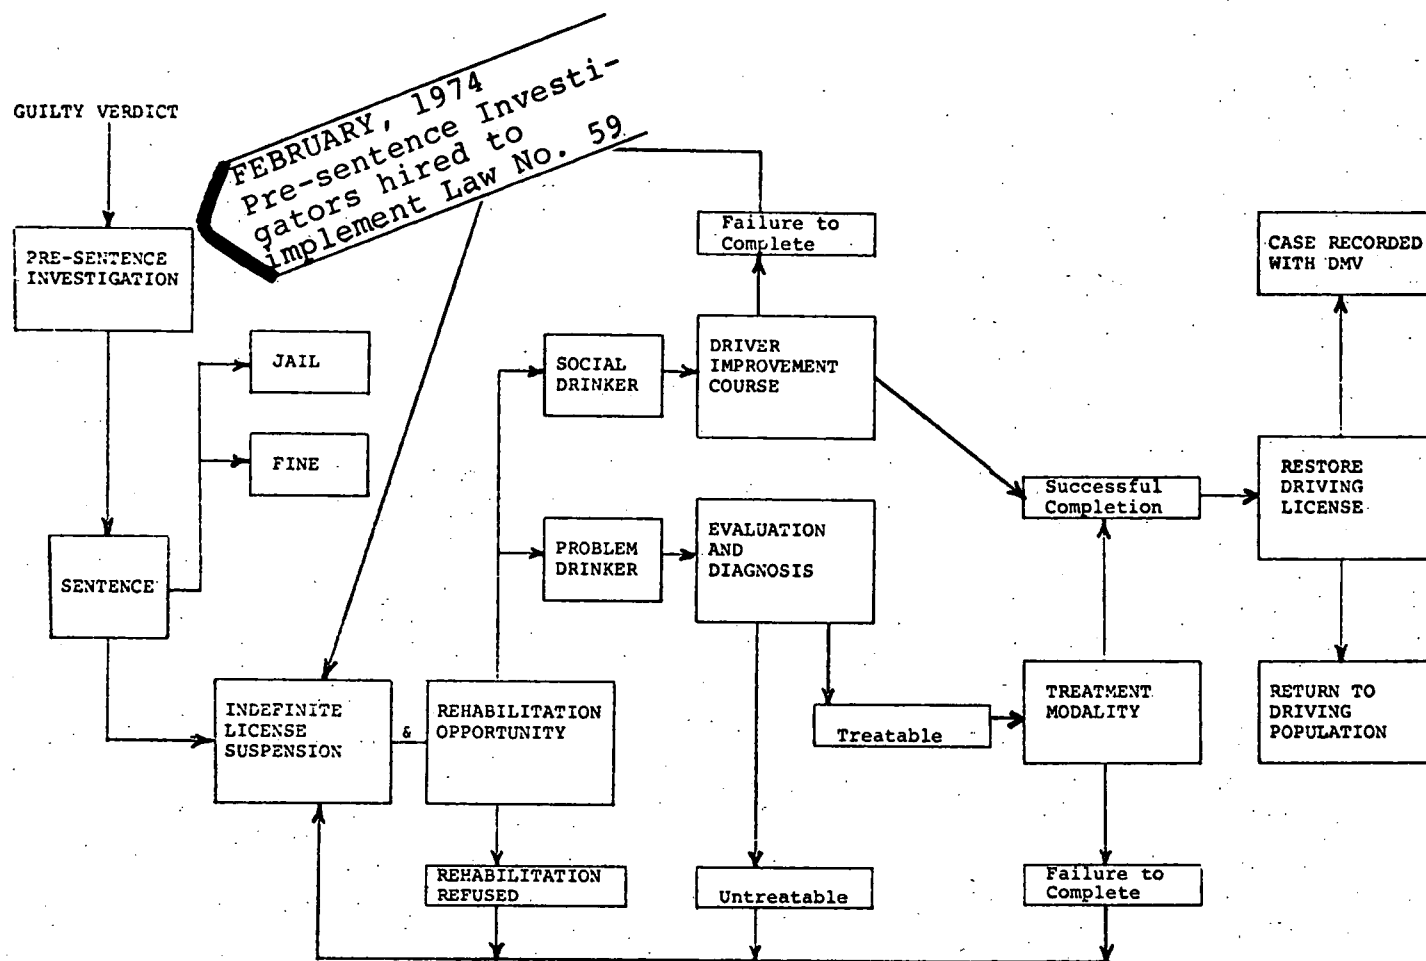 GUILTY VERDICT
FEBRUARY, 1974
Pre-sentence Investi-
gators hired to
implement Law No. 59
PRE-SENTENCE
INVESTIGATION
JAIL
FINE
SENTENCE
INDEFINITE
LICENSE
SUSPENSION
&
REHABILITATION
OPPORTUNITY
REHABILITATION
REFUSED
SOCIAL
DRINKER
PROBLEM
DRINKER
Failure to
Complete
DRIVER
IMPROVEMENT
COURSE
EVALUATION
AND
DIAGNOSIS
Treatable
Untreatable
Successful
Completion
TREATMENT
MODALITY
Failure to
Complete
CASE RECORDED
WITH DMV
RESTORE
DRIVING
LICENSE
RETURN TO
DRIVING
POPULATION